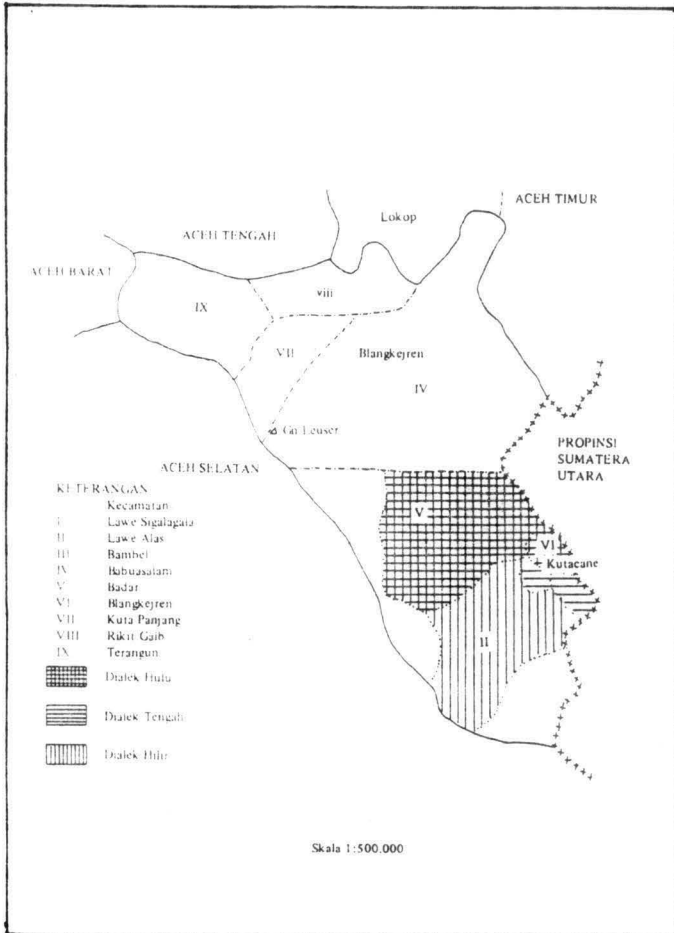 ACEH TIMUR
Lokop
ACEH TENGAH
ACEH BARAT
viii
IX
VII
Blangkejren
IV
Gn Leuser
PROPINSI
SUMATERA
UTARA
ACEH SELATAN
KETERANGAN
Kecamatan
I Lawe Sigalagala
II Lawe Alas
III Bambel
IV Babussalam
V Badar
VI Blangkejren
VII Kuta Panjang
VIII Rikit Gaib
IX Terangun
Dialek Hulu
Dialek Tengah
Dialek Hilir
V
VI
Kutacane
II
Skala 1:500.000